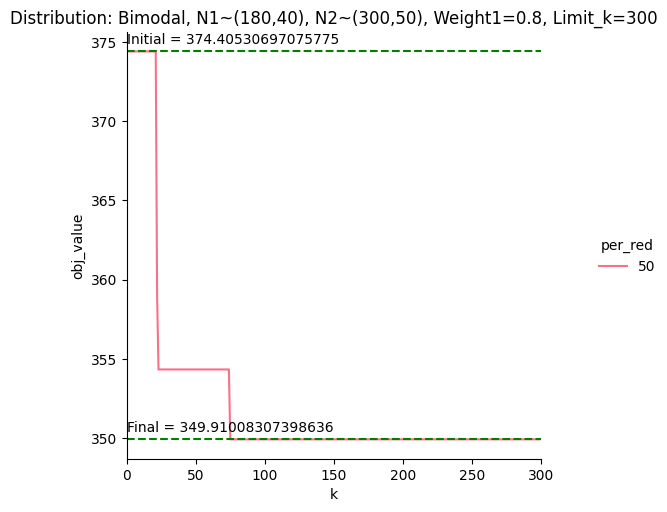 Distribution: Bimodal, N1~(180,40), N2~(300,50), Weight1=0.8, Limit_k=300
Initial = 374.40530697075775
375
370
365
360
355
350
obj_value
Final = 349.91008307398636
0 50 100 150 200 250 300
k
per_red
50